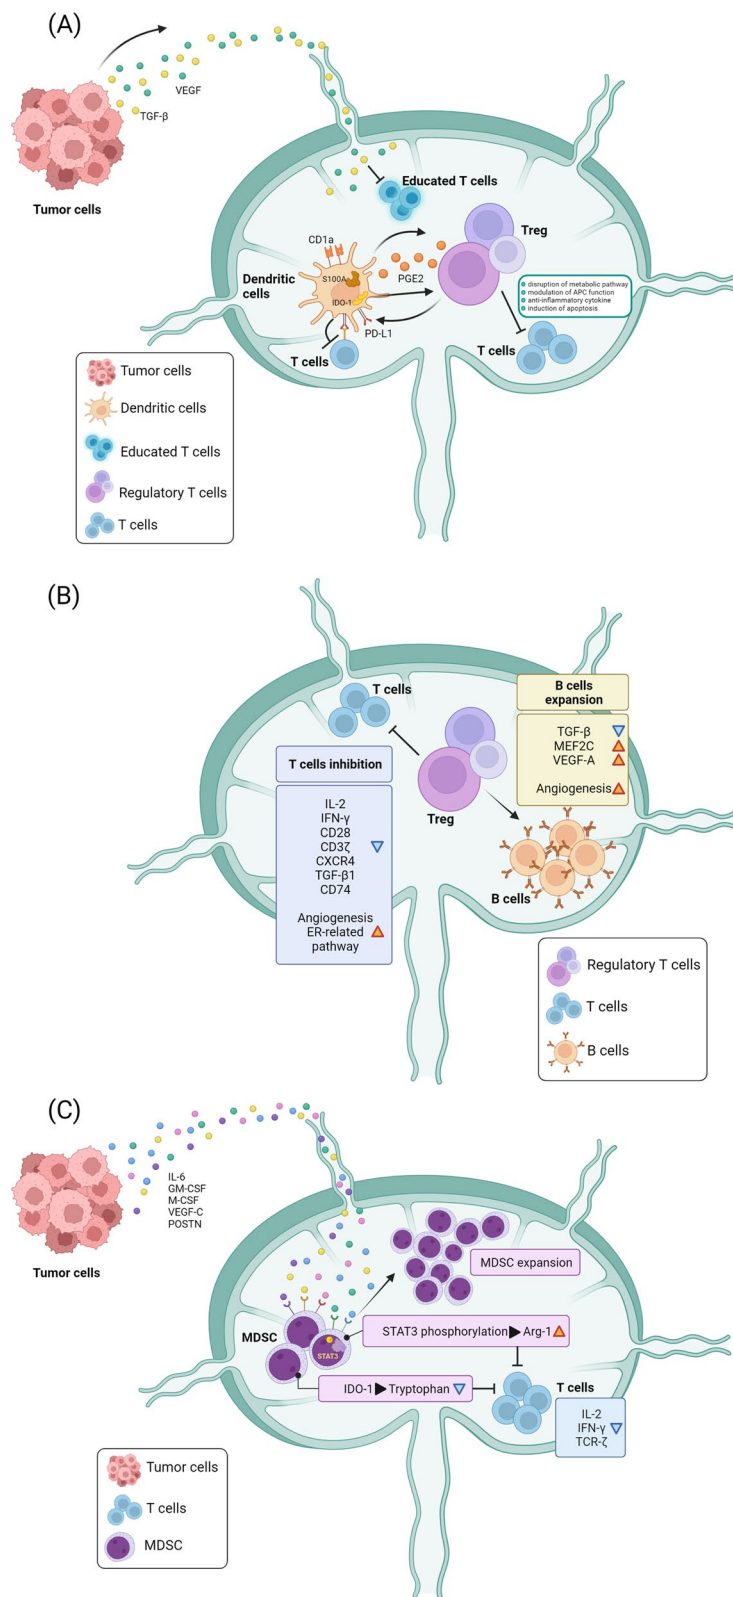 (A)
VEGF
TGF-β
Tumor cells
Educated T cells
CD1a
Treg
Dendritic
cells
S100A
PGE2
IDO-1
disruption of metabolic pathway
modulation of APC function
anti-inflammatory cytokine
induction of apoptosis
PD-L1
T cells
T cells
Tumor cells
Dendritic cells
Educated T cells
Regulatory T cells
T cells
(B)
T cells
B cells
expansion
TGF-β
MEF2C
VEGF-A
Angiogenesis
T cells inhibition
IL-2
IFN-γ
CD28
CD3ζ
CXCR4
TGF-β1
CD74
Angiogenesis
ER-related
pathway
Treg
B cells
Regulatory T cells
T cells
B cells
(C)
IL-6
GM-CSF
M-CSF
VEGF-C
POSTN
Tumor cells
MDSC expansion
MDSC
STAT3
STAT3 phosphorylation Arg-1
IDO-1 Tryptophan
T cells
IL-2
IFN-γ
TCR-ζ
Tumor cells
T cells
MDSC